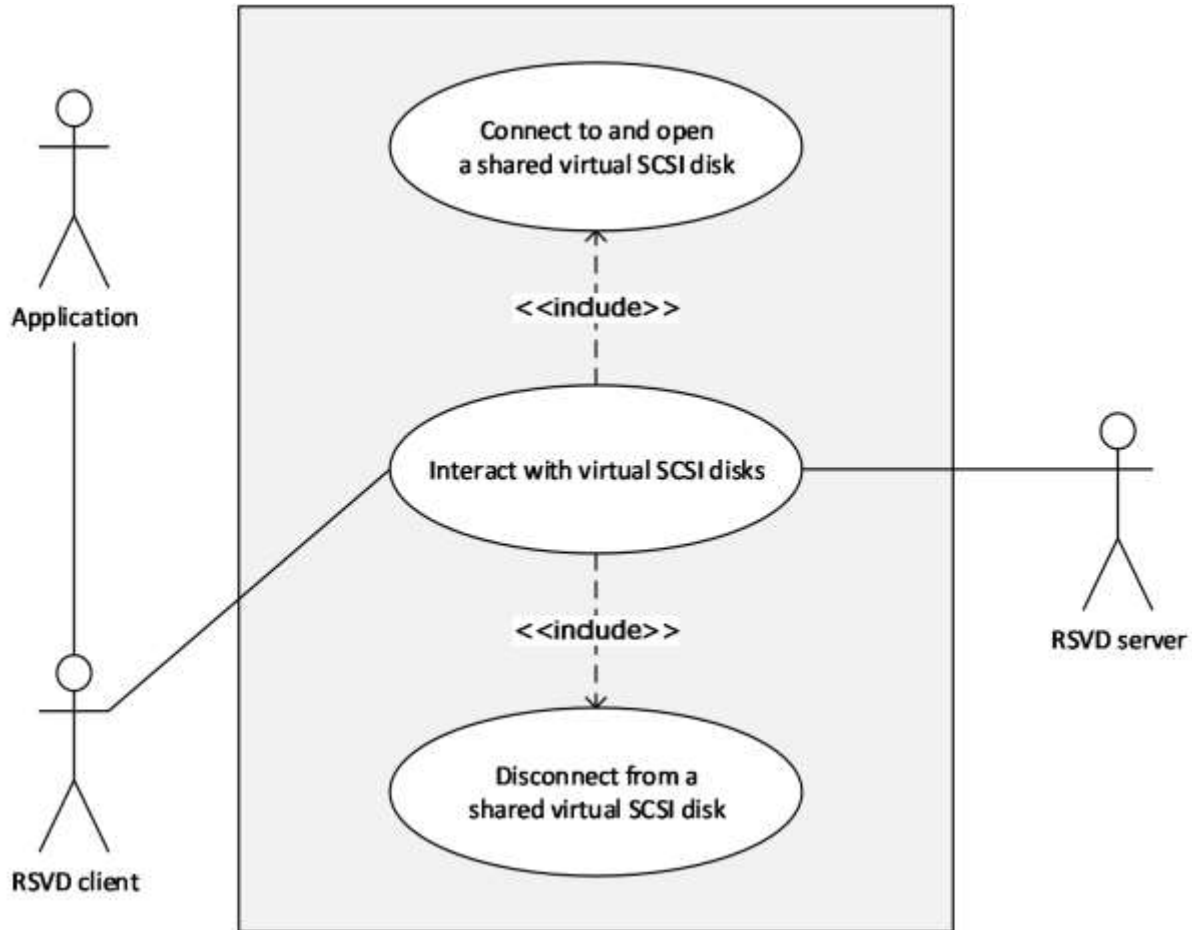 Connect to and open
a shared virtual SCSI disk
Application
<<include>>
Interact with virtual SCSI disks
<<include>>
RSVD server
Disconnect from a
shared virtual SCSI disk
RSVD client